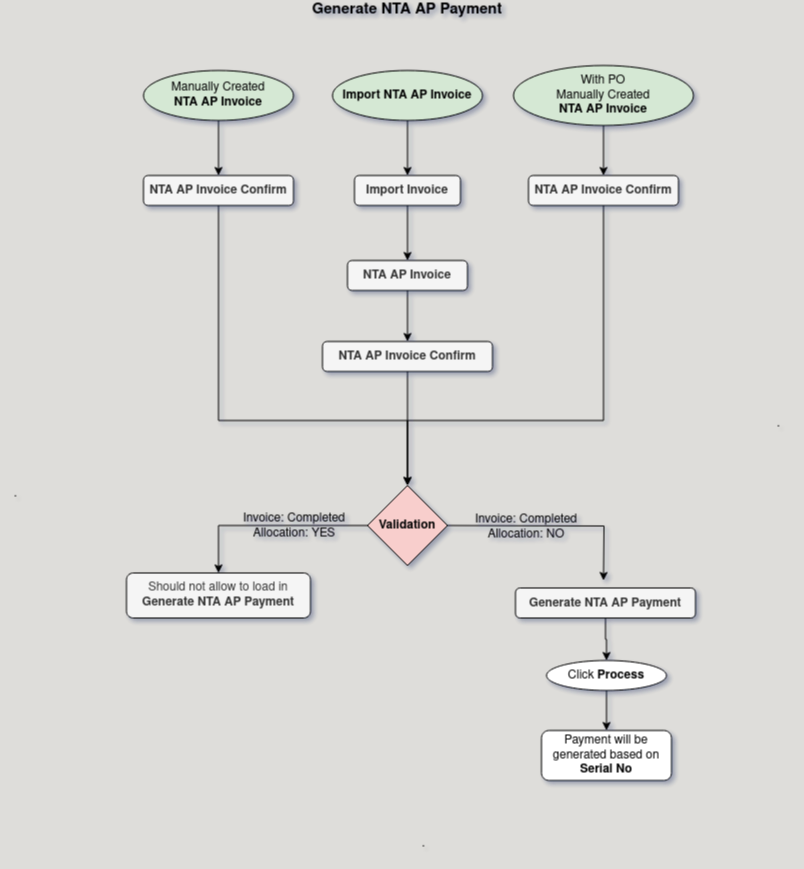 Generate NTA AP Payment
Manually Created
NTA AP Invoice
Import NTA AP Invoice
With PO
Manually Created
NTA AP Invoice
NTA AP Invoice Confirm
Import Invoice
NTA AP Invoice Confirm
NTA AP Invoice
NTA AP Invoice Confirm
Validation
Invoice: Completed
Allocation: YES
Invoice: Completed
Allocation: NO
Should not allow to load in
Generate NTA AP Payment
Generate NTA AP Payment
Click Process
Payment will be
generated based on
Serial No